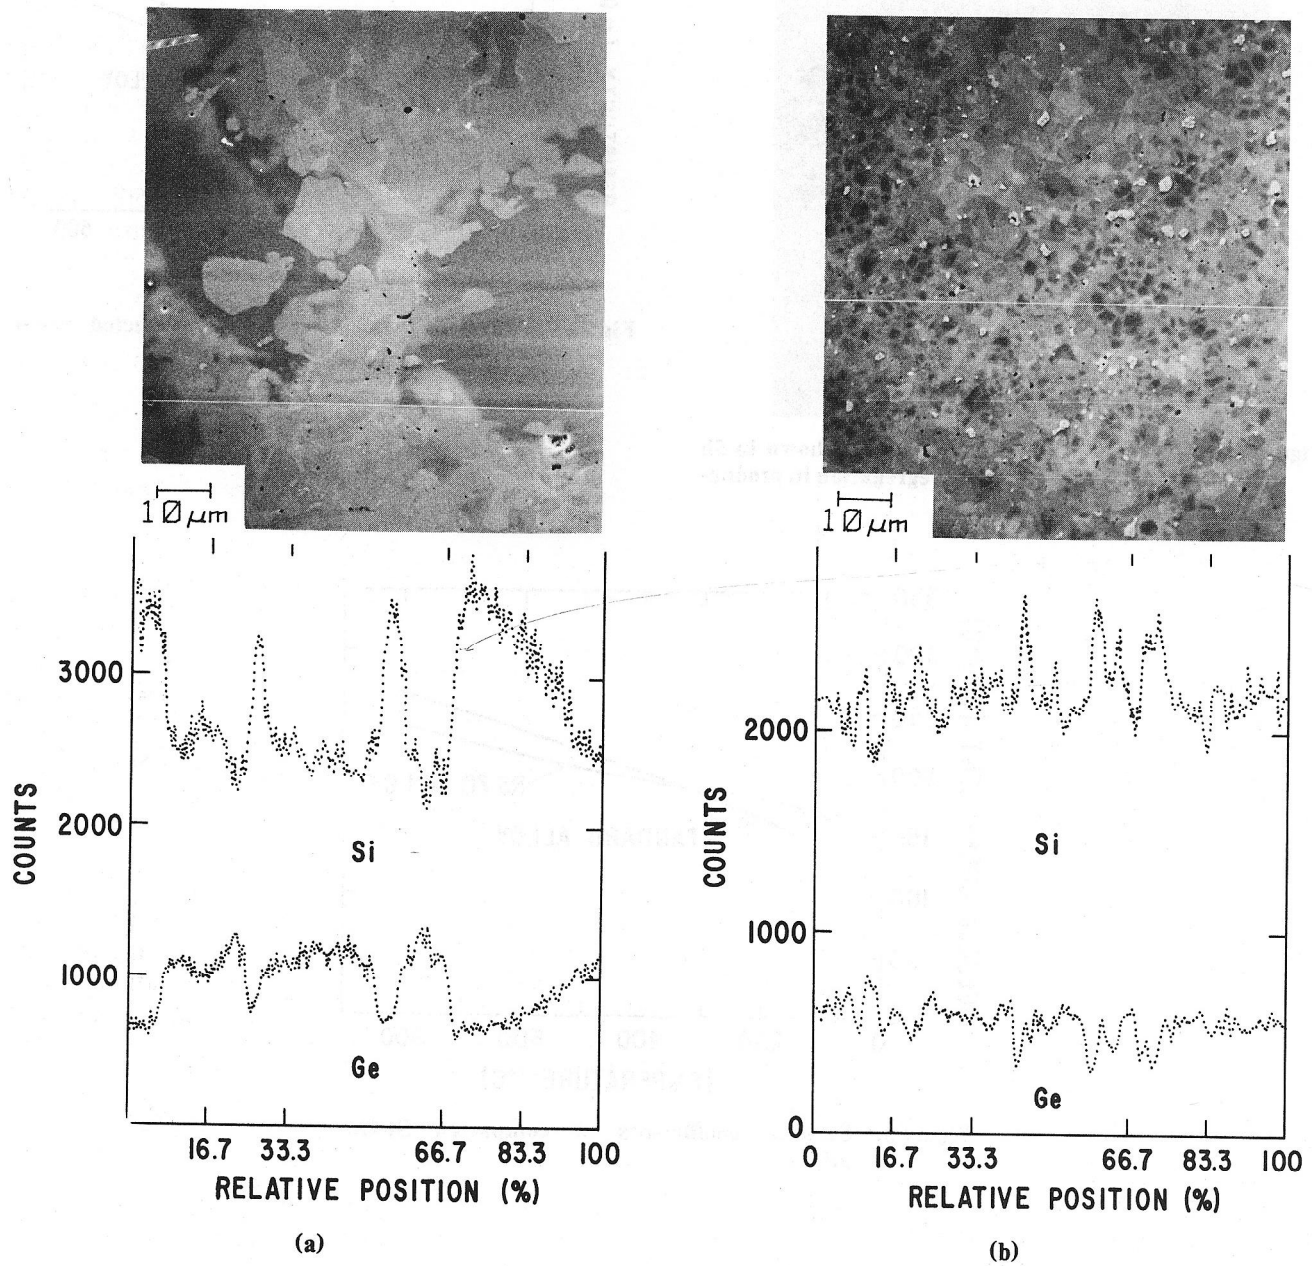 10 μm
10 μm
3000
2000
1000
COUNTS
Si
Ge
16.7 33.3 66.7 83.3 100
RELATIVE POSITION (%)
(a)
2000
1000
0
COUNTS
Si
Ge
0 16.7 33.3 66.7 83.3 100
RELATIVE POSITION (%)
(b)